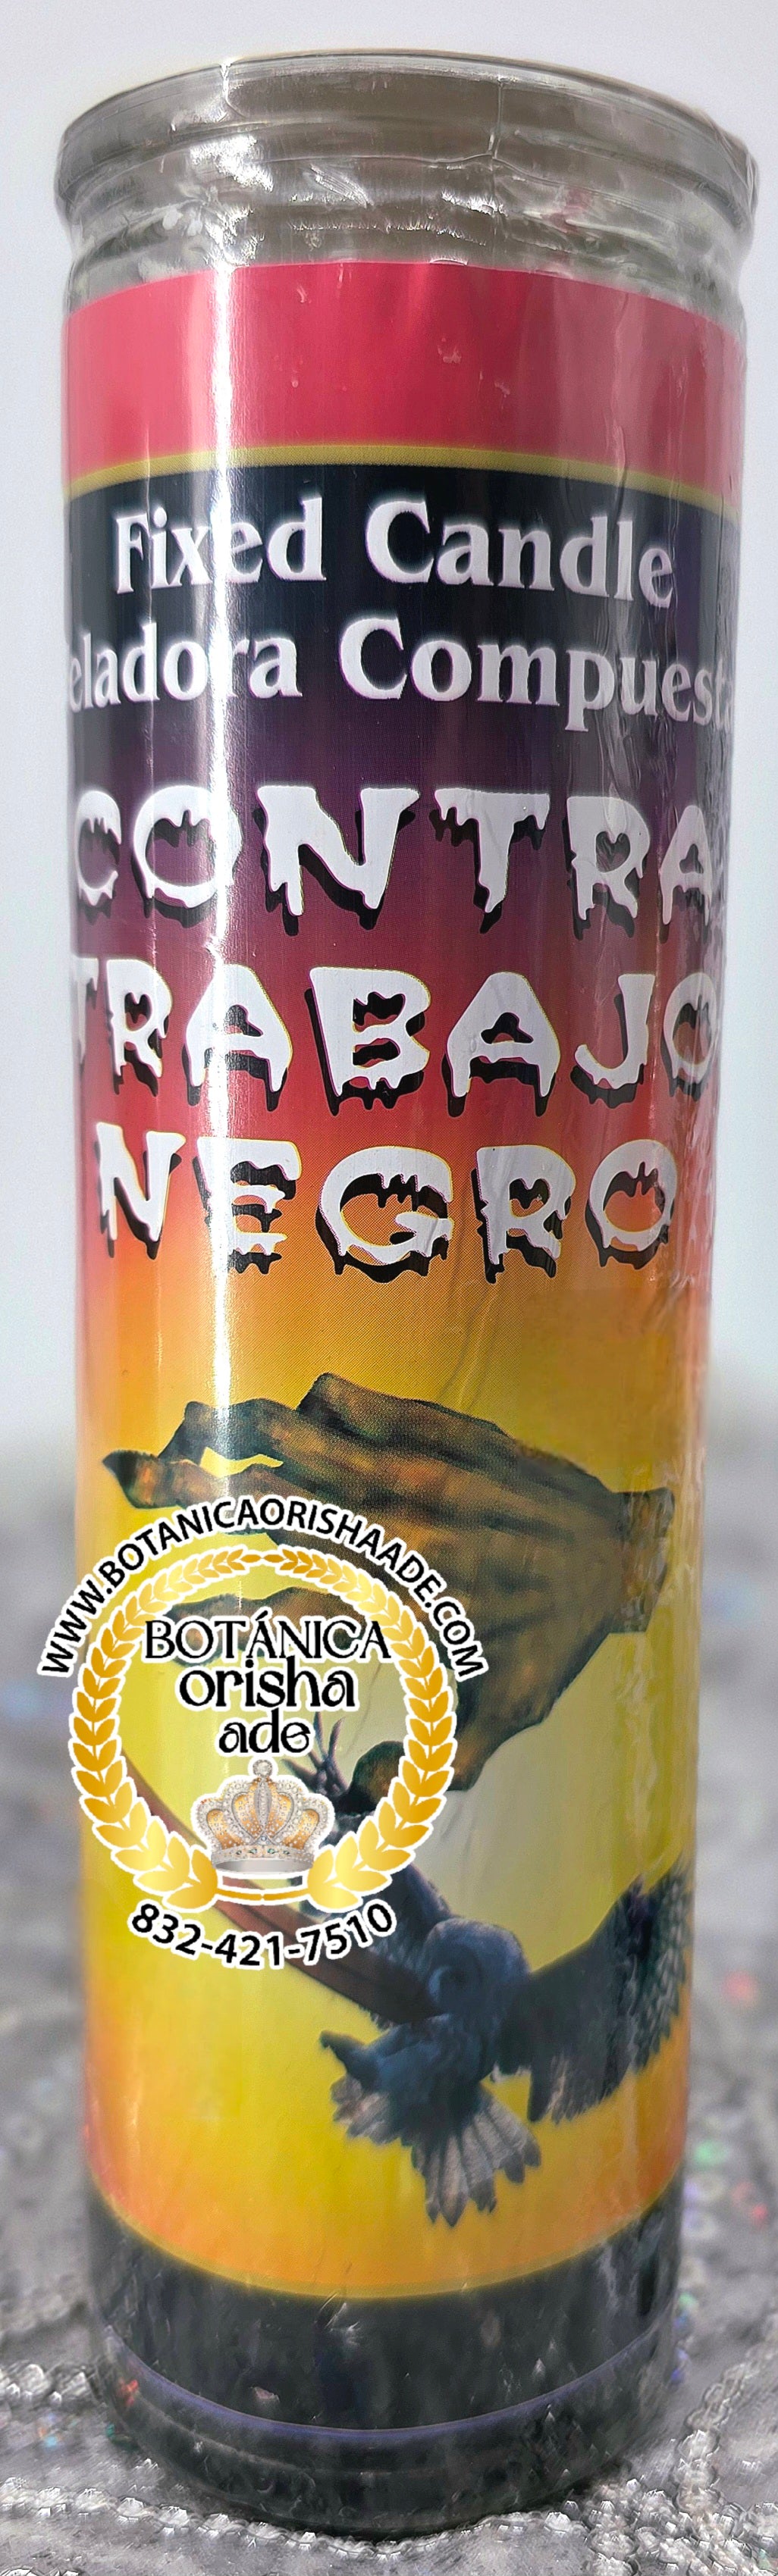 Fixed Candle
eladora Compuesta
CONTRA
TRABAJO
NEGRO
WWW.BOTANICAORISHAADE.COM
BOTÁNICA
orisha
ade
832-421-7510